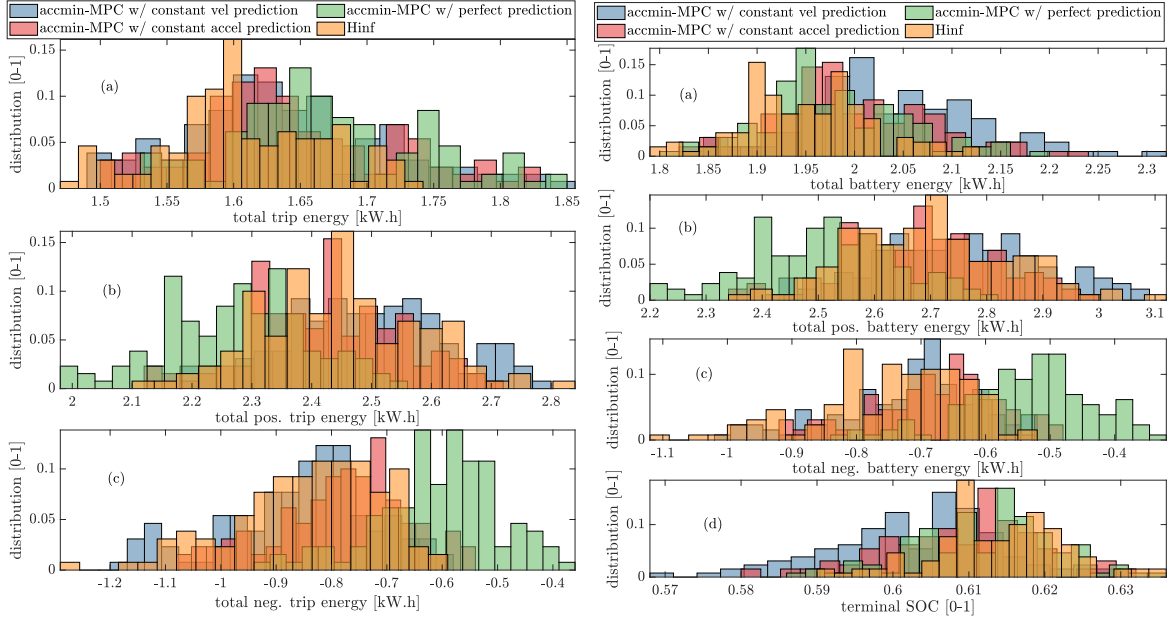 accmin-MPC w/ constant vel prediction
accmin-MPC w/ perfect prediction
accmin-MPC w/ constant accel prediction
Hinf
distribution [0-1]
0.15
0.1
0.05
0
(a)
1.5 1.55 1.6 1.65 1.7 1.75 1.8 1.85
total trip energy [kW.h]
distribution [0-1]
0.15
0.1
0.05
0
(b)
2 2.1 2.2 2.3 2.4 2.5 2.6 2.7 2.8
total pos. trip energy [kW.h]
distribution [0-1]
0.1
0.05
0
(c)
-1.2 -1.1 -1 -0.9 -0.8 -0.7 -0.6 -0.5 -0.4
total neg. trip energy [kW.h]
accmin-MPC w/ constant vel prediction
accmin-MPC w/ perfect prediction
accmin-MPC w/ constant accel prediction
Hinf
distribution [0-1]
0.15
0.1
0.05
0
(a)
1.8 1.85 1.9 1.95 2 2.05 2.1 2.15 2.2 2.25 2.3
total battery energy [kW.h]
distribution [0-1]
0.1
0.05
0
(b)
2.2 2.3 2.4 2.5 2.6 2.7 2.8 2.9 3 3.1
total pos. battery energy [kW.h]
distribution [0-1]
0.1
0
(c)
-1.1 -1 -0.9 -0.8 -0.7 -0.6 -0.5 -0.4
total neg. battery energy [kW.h]
distribution [0-1]
0.1
0
(d)
0.57 0.58 0.59 0.6 0.61 0.62 0.63
terminal SOC [0-1]